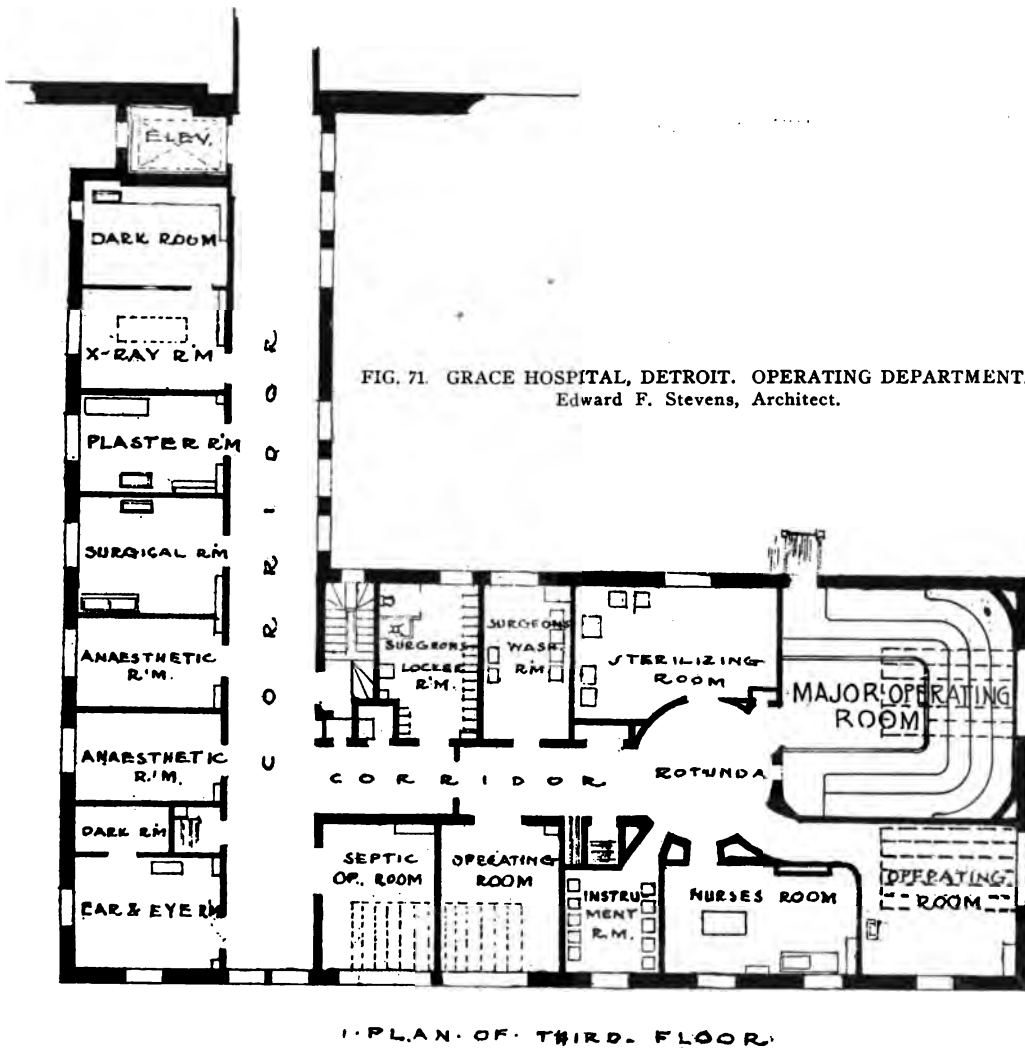 ELEV.
DARK ROOM
X-RAY R'M
PLASTER R'M
SURGICAL R'M
ANAESTHETIC
R'M.
ANAESTHETIC
R'M.
DARK R'M
EAR & EYE R'M
CORRIDOR
FIG. 71. GRACE HOSPITAL, DETROIT. OPERATING DEPARTMENT.
Edward F. Stevens, Architect.
SURGEONS
LOCKER
R'M.
SURGEONS
WASH
R'M
STERILIZING
ROOM
MAJOR OPERATING
ROOM
CORRIDOR
ROTUNDA
SEPTIC
OP. ROOM
OPERATING
ROOM
INSTRU
MENT
R'M.
NURSES ROOM
OPERATING
ROOM
PLAN · OF · THIRD · FLOOR